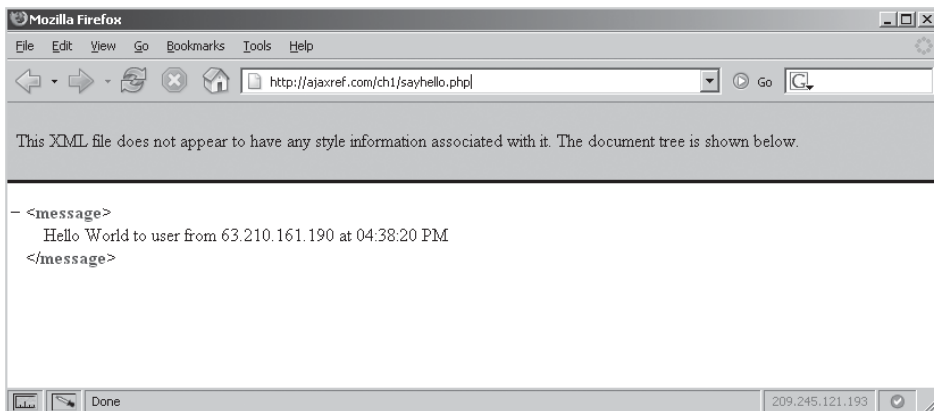 Mozilla Firefox
File Edit View Go Bookmarks Tools Help
http://ajaxref.com/ch1/sayhello.php Go G
This XML file does not appear to have any style information associated with it. The document tree is shown below.
– <message>
Hello World to user from 63.210.161.190 at 04:38:20 PM
</message>
Done 209.245.121.193